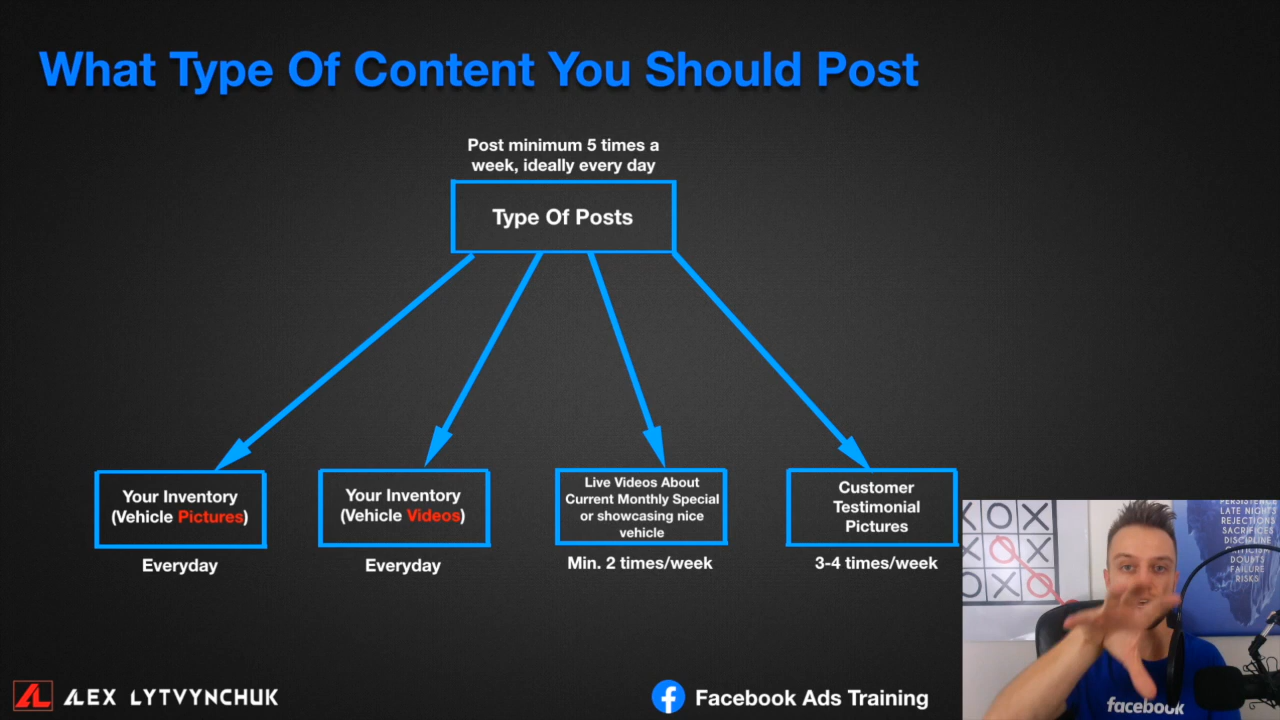 What Type Of Content You Should Post
Post minimum 5 times a
week, ideally every day
Type Of Posts
Your Inventory
(Vehicle Pictures)
Everyday
Your Inventory
(Vehicle Videos)
Everyday
Live Videos About
Current Monthly Special
or showcasing nice
vehicle
Min. 2 times/week
Customer
Testimonial
Pictures
3-4 times/week
X O X
X O X
O X O
PERSISTENCE
LATE NIGHTS
REJECTIONS
SACRIFICES
DISCIPLINE
CRITICISM
DOUBTS
FAILURE
RISKS
facebook
ALEX LYTVYNCHUK
Facebook Ads Training